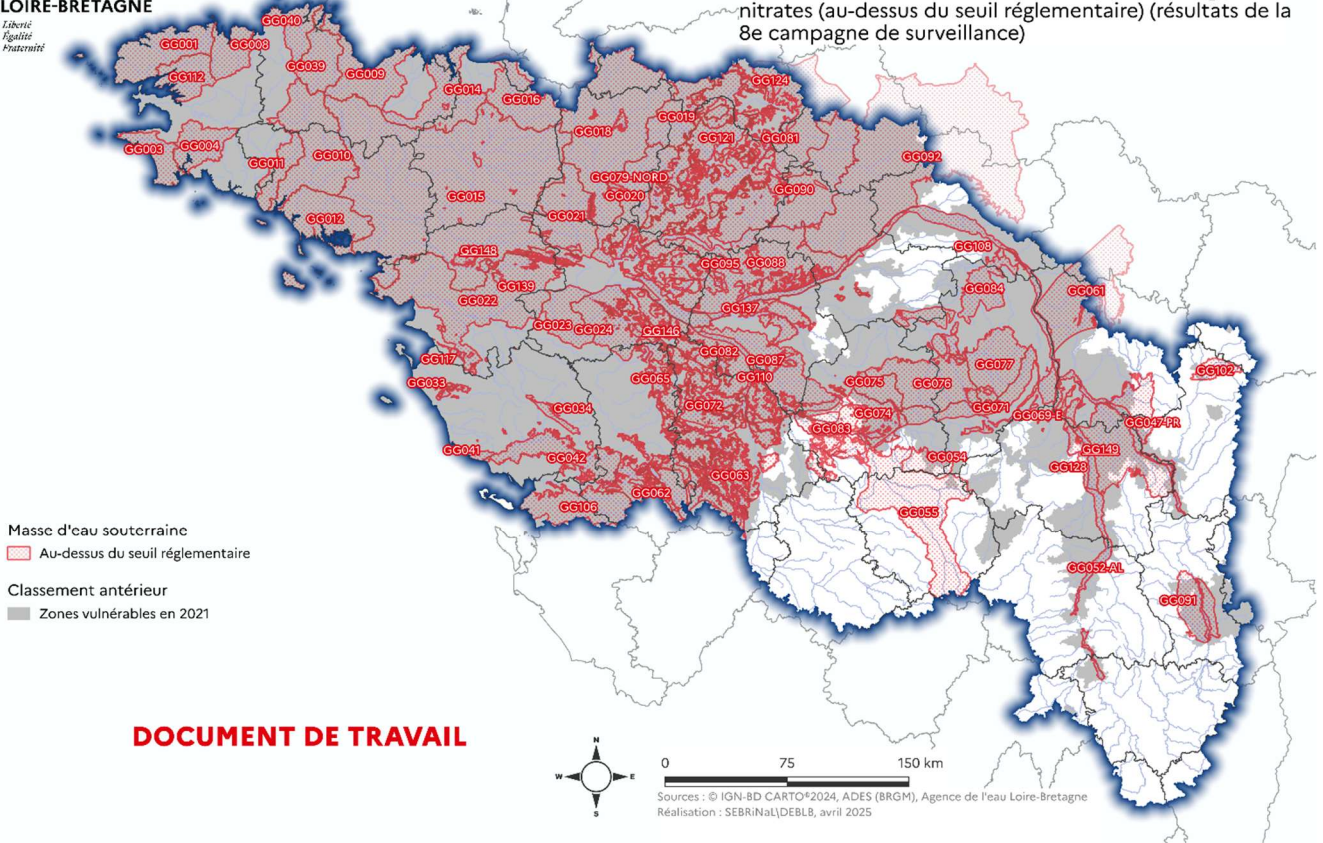 LOIRE-BRETAGNE
Liberté
Égalité
Fraternité
nitrates (au-dessus du seuil réglementaire) (résultats de la
8e campagne de surveillance)
GG040
GG001
GG008
GG039
GG009
GG112
GG014
GG016
GG124
GG003
GG004
GG011
GG010
GG018
GG019
GG121
GG081
GG092
GG079-NORD
GG020
GG090
GG015
GG012
GG021
GG148
GG139
GG095
GG088
GG108
GG084
GG061
GG022
GG023
GG024
GG146
GG137
GG082
GG087
GG110
GG117
GG033
GG065
GG075
GG076
GG077
GG102
GG034
GG072
GG074
GG071
GG069-E
GG083
GG047-PR
GG041
GG042
GG054
GG149
GG128
GG063
GG062
GG106
GG055
GG052-AL
GG091
Masse d'eau souterraine
Au-dessus du seuil réglementaire
Classement antérieur
Zones vulnérables en 2021
DOCUMENT DE TRAVAIL
N
W
E
S
0 75 150 km
Sources : © IGN-BD CARTO®2024, ADES (BRGM), Agence de l'eau Loire-Bretagne
Réalisation : SEBRiNaL\DEBLB, avril 2025